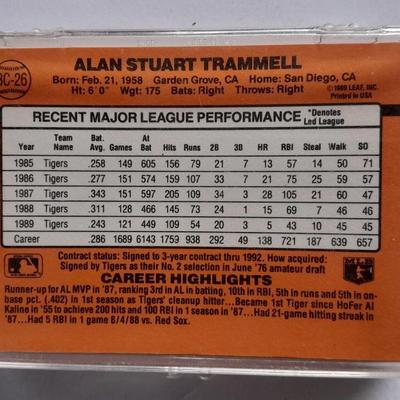 BC-26
ALAN STUART TRAMMELL
Born: Feb. 21, 1958 Garden Grove, CA Home: San Diego, CA
Ht: 6´0″ Wgt: 175 Bats: Right Throws: Right
©1989 LEAF, INC.
Printed in USA
RECENT MAJOR LEAGUE PERFORMANCE *Denotes Led League
Year Team Name Bat. Avg. Games At Bat Hits Runs 2B 3B HR RBI Steal Walk SO
1985 Tigers .258 149 605 156 79 21 7 13 57 14 50 71
1986 Tigers .277 151 574 159 107 33 7 21 75 25 59 57
1987 Tigers .343 151 597 205 109 34 3 28 105 21 60 47
1988 Tigers .311 128 466 145 73 24 1 15 69 7 46 46
1989 Tigers .243 121 449 109 54 20 3 5 43 10 45 45
Career .286 1689 6143 1759 938 292 49 138 721 187 639 657
Contract status: Signed to 3-year contract thru 1992. How acquired:
Signed by Tigers as their No. 2 selection in June '76 amateur draft
CAREER HIGHLIGHTS
Runner-up for AL MVP in '87, ranking 3rd in AL in batting, 10th in RBI, 5th in runs and 5th in on-
base pct. (.402) in 1st season as Tigers' cleanup hitter... Became 1st Tiger since HoFer Al
Kaline in '55 to achieve 200 hits and 100 RBI in 1 season in '87... Had 21-game hitting streak in
'87... Had 5 RBI in 1 game 8/4/88 vs. Red Sox.